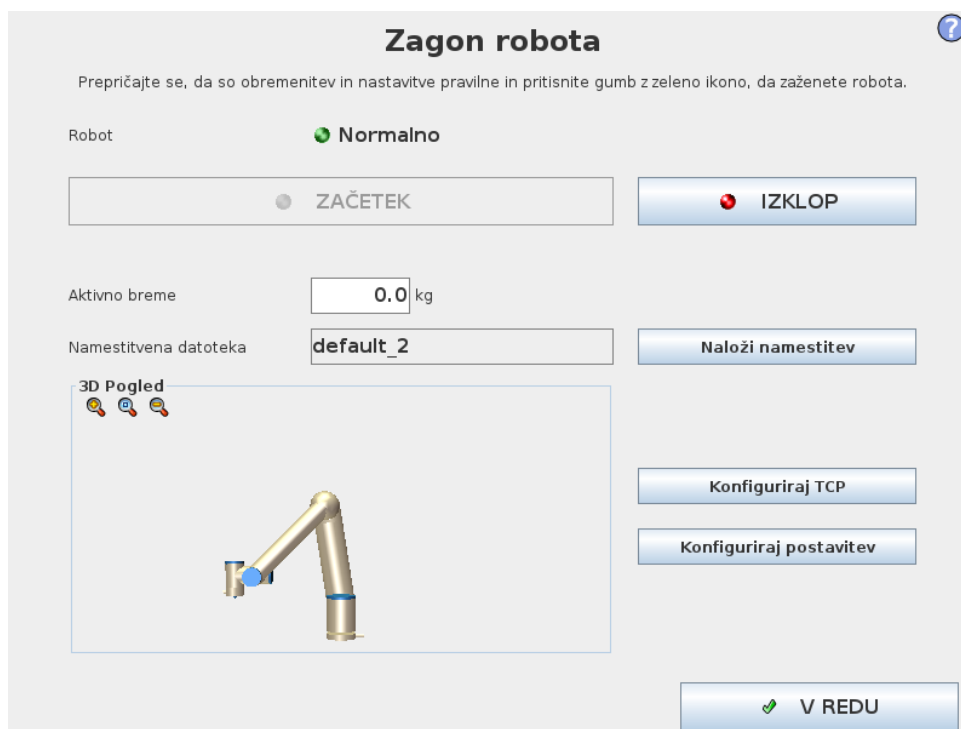 Zagon robota
?
Prepričajte se, da so obremenitev in nastavitve pravilne in pritisnite gumb z zeleno ikono, da zaženete robota.
Robot Normalno
ZAČETEK IZKLOP
Aktivno breme 0.0 kg
Namestitvena datoteka default_2 Naloži namestitev
3D Pogled
Konfiguriraj TCP
Konfiguriraj postavitev
V REDU